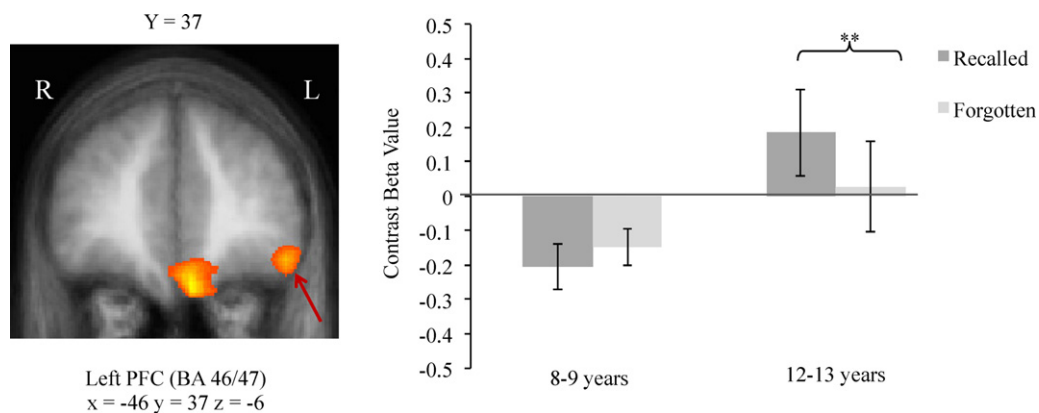 Y = 37
R
L
Left PFC (BA 46/47)
x = -46 y = 37 z = -6
Contrast Beta Value
0.5
0.4
0.3
0.2
0.1
0
-0.1
-0.2
-0.3
-0.4
-0.5
8-9 years
12-13 years
**
Recalled
Forgotten